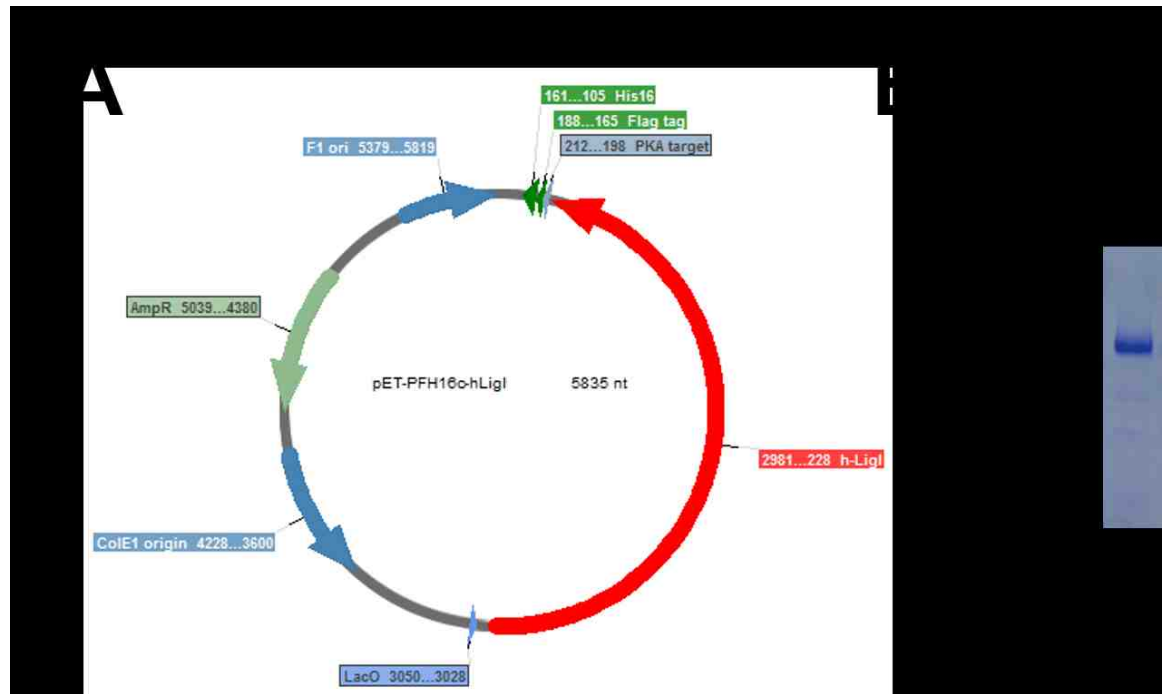 A
161...105 His16
188...165 Flag tag
212...198 PKA target
F1 ori 5379...5819
AmpR 5039...4380
pET-PFH16c-hLigI 5835 nt
2981...228 h-LigI
ColE1 origin 4228...3600
LacO 3050...3028